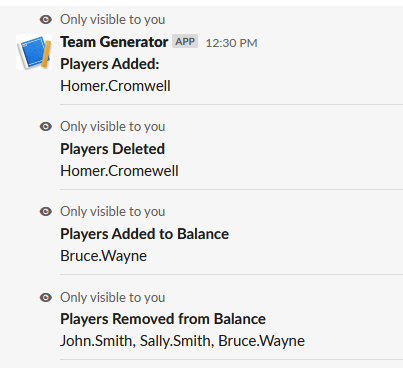 Only visible to you
Team Generator APP 12:30 PM
Players Added:
Homer.Cromwell
Only visible to you
Players Deleted
Homer.Cromewell
Only visible to you
Players Added to Balance
Bruce.Wayne
Only visible to you
Players Removed from Balance
John.Smith, Sally.Smith, Bruce.Wayne